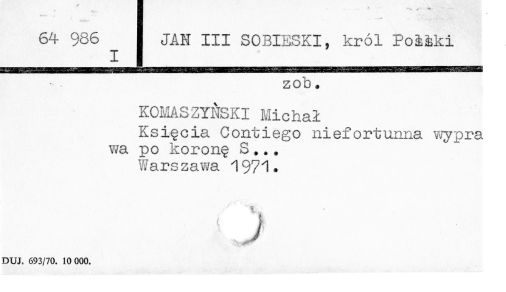 64 986
I
JAN III SOBIESKI, król Polski
zob.
KOMASZYŃSKI Michał
Księcia Contiego niefortunna wypra
wa po koronę S...
Warszawa 1971.
DUJ. 693/70. 10 000.